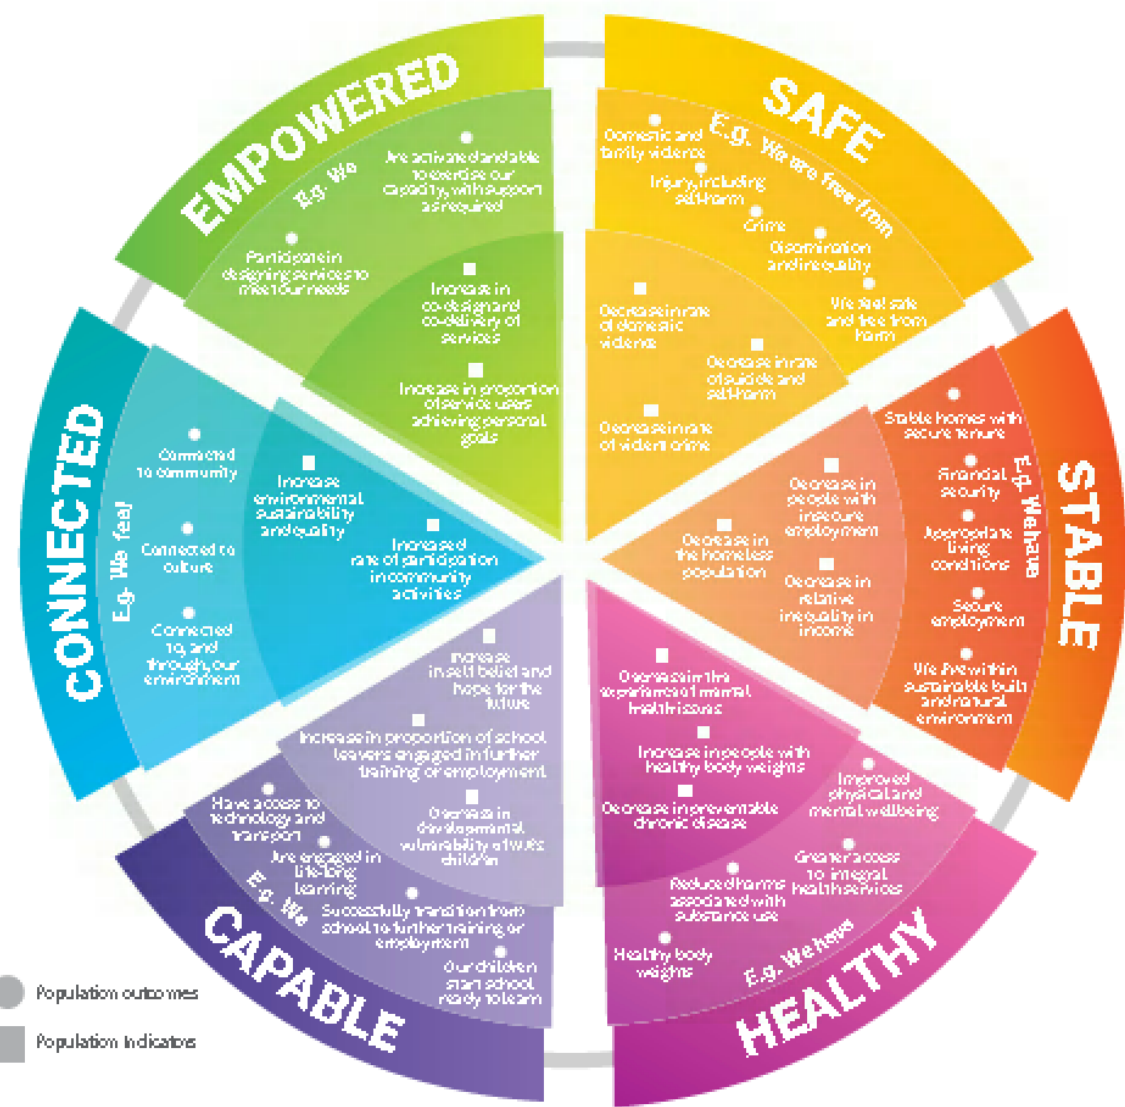 EMPOWERED
E.g. We
Are activated and able
to exercise our
capacity, with support
as required
Participate in
designing services to
meet our needs
Increase in
co-design and
co-delivery of
services
Increase in proportion
of service users
achieving personal
goals
SAFE
E.g. We are free from
Domestic and
family violence
Injury, including
self-harm
Crime
Discrimination
and inequality
We feel safe
and free from
harm
Decrease in rate
of domestic
violence
Decrease in rate
of suicide and
self-harm
Decrease in rate
of violent crime
STABLE
E.g. We have
Stable homes with
secure tenure
Financial
security
Appropriate
living
conditions
Secure
employment
We live within
sustainable built
and natural
environment
Decrease in
people with
insecure
employment
Decrease in
the homeless
population
Decrease in
relative
inequality in
income
HEALTHY
E.g. We have
Decrease in the
experience of mental
health issues
Increase in people with
healthy body weights
Decrease in preventable
chronic disease
Improved
physical and
mental wellbeing
Greater access
to integral
health services
Reduced harms
associated with
substance use
Healthy body
weights
CAPABLE
E.g. We
Increase
in self belief and
hope for the
future
Increase in proportion of school
leavers engaged in further
training or employment
Decrease in
developmental
vulnerability of
children
Have access to
technology and
transport
Are engaged in
life-long
learning
Successfully transition from
school to further training or
employment
Our children
start school
ready to learn
CONNECTED
E.g. We feel
Connected
to community
Connected to
culture
Connected
to, and
through, our
environment
Increase
environmental
sustainability
and quality
Increased
rate of participation
in community
activities
Population outcomes
Population indicators